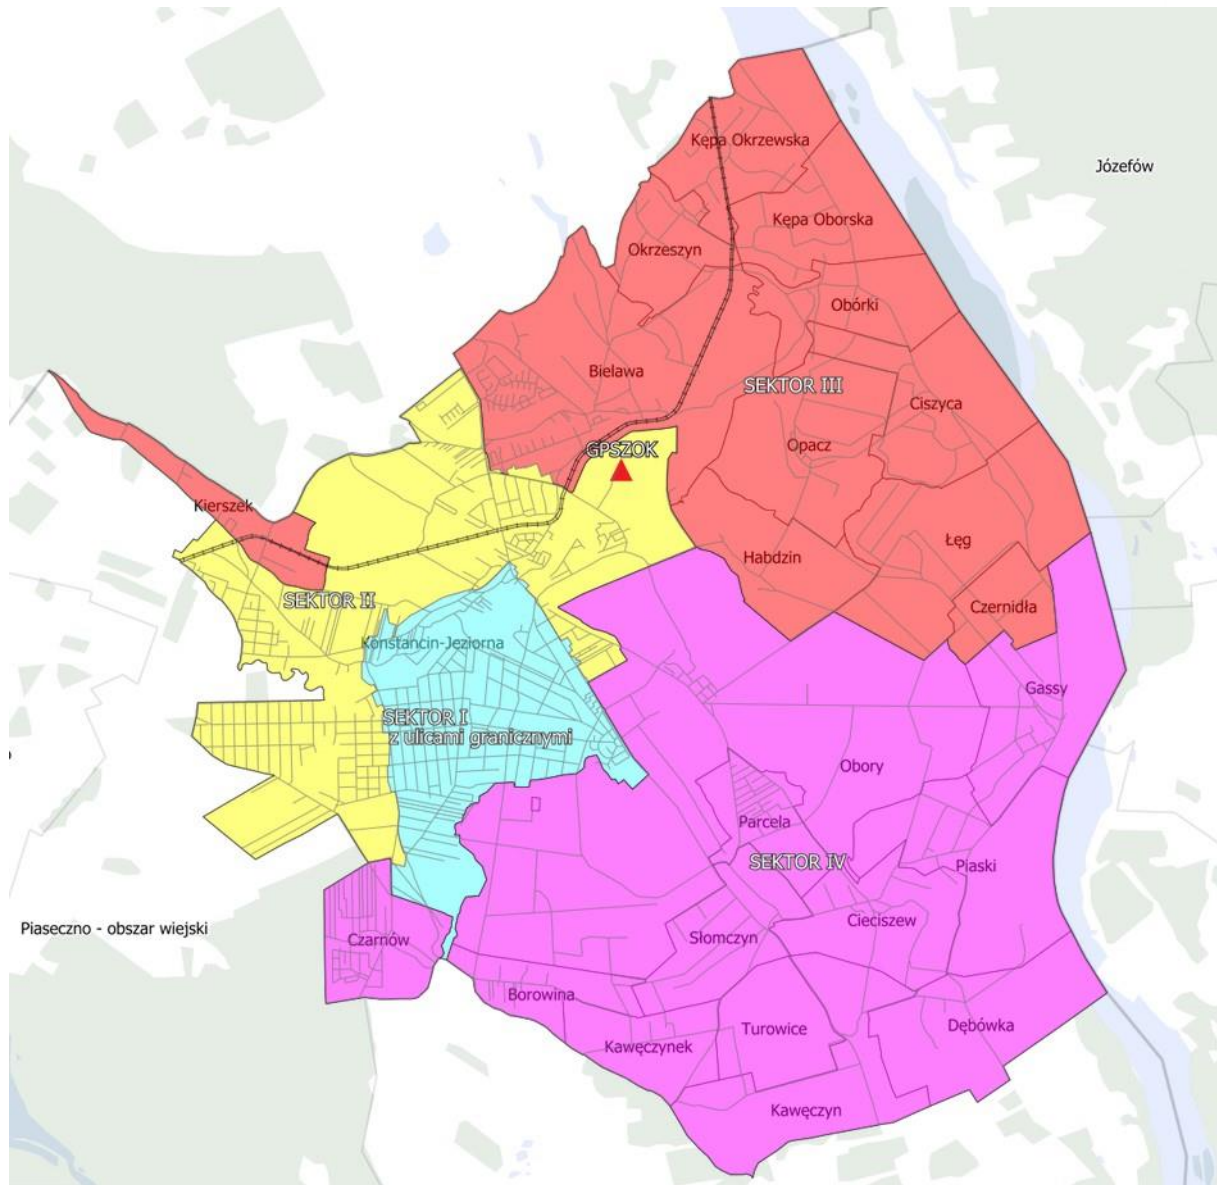 Kępa Okrzewska
Józefów
Kępa Oborska
Okrzeszyn
Obórki
Bielawa
SEKTOR III
Ciszyca
Opacz
GPSZOK
Kierszek
Łęg
Habdzin
SEKTOR II
Czernidła
Konstancin-Jeziorna
Gassy
SEKTOR I
z ulicami granicznymi
Obory
Parcela
SEKTOR IV
Piaski
Cieciszew
Piaseczno - obszar wiejski
Czarnów
Słomczyn
Borowina
Turowice
Dębówka
Kawęczynek
Kawęczyn